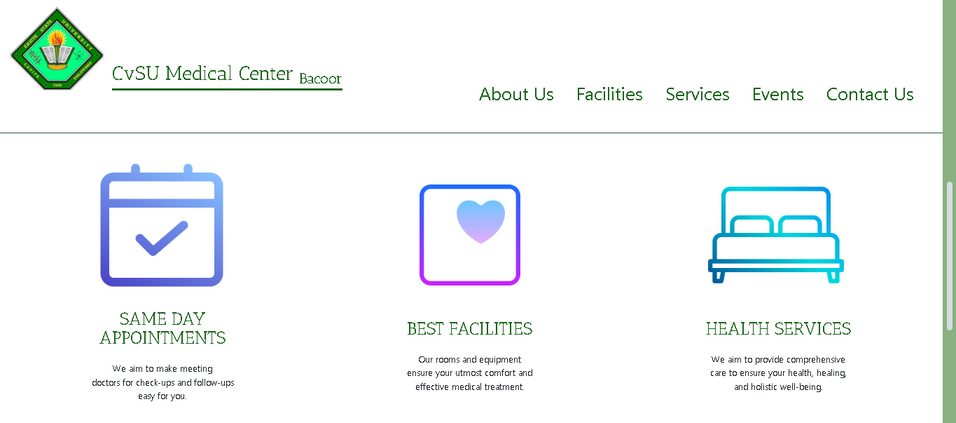 CAVITE STATE UNIVERSITY
CvSU Medical Center Bacoor
About Us Facilities Services Events Contact Us
SAME DAY
APPOINTMENTS
We aim to make meeting
doctors for check-ups and follow-ups
easy for you.
BEST FACILITIES
Our rooms and equipment
ensure your utmost comfort and
effective medical treatment.
HEALTH SERVICES
We aim to provide comprehensive
care to ensure your health, healing,
and holistic well-being.